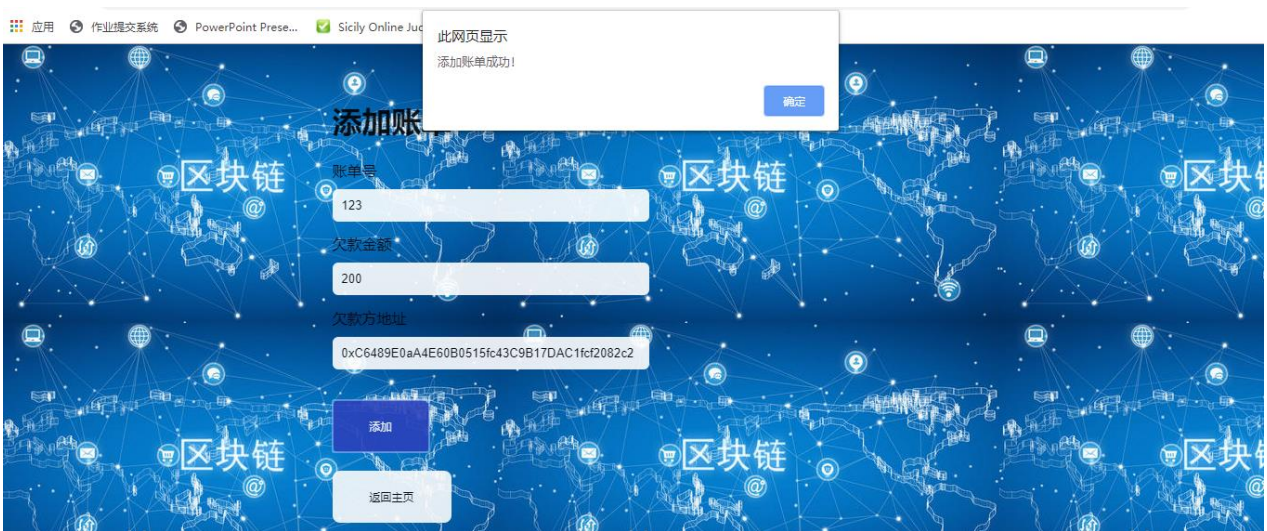 应用 作业提交系统 PowerPoint Prese... Sicily Online Jud
此网页显示
添加账单成功!
确定
添加账
账单号
123
欠款金额
200
欠款方地址
0xC6489E0aA4E60B0515fc43C9B17DAC1fcf2082c2
添加
返回主页
区块链 区块链 区块
区块链 区块链 区块